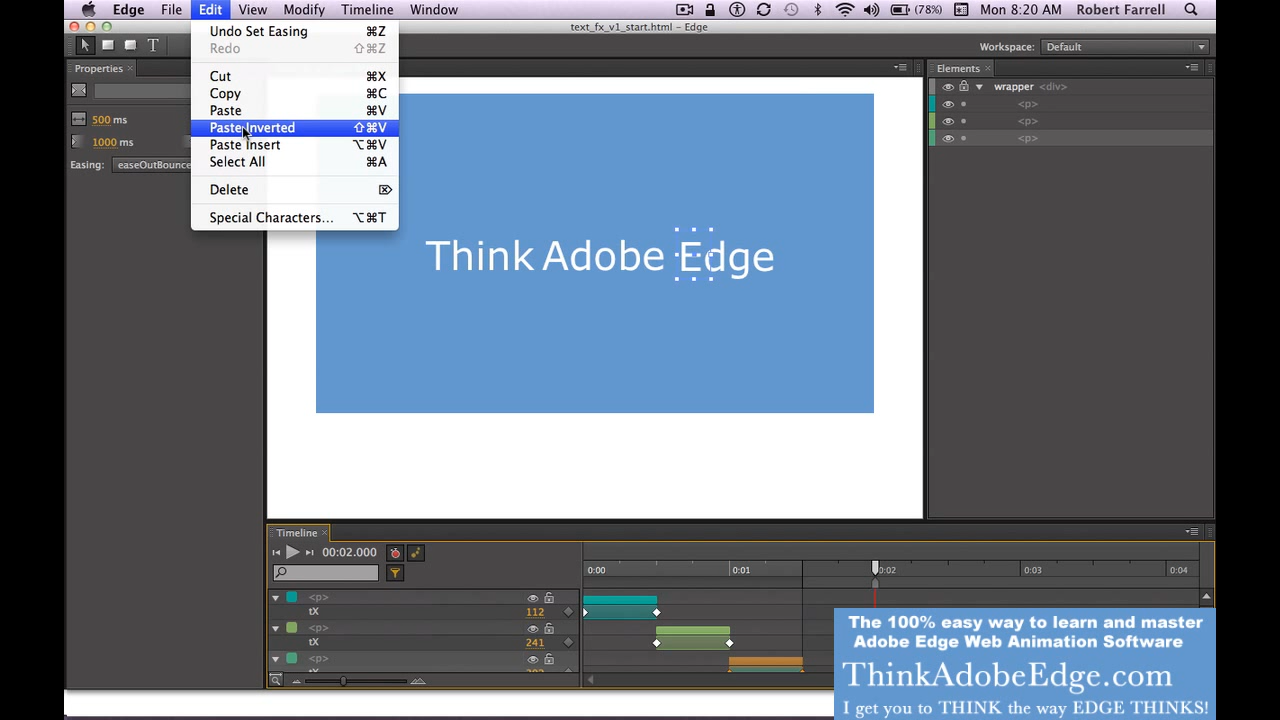 Edge File Edit View Modify Timeline Window (78%) Mon 8:20 AM Robert Farrell
text_fx_v1_start.html - Edge
T Workspace: Default
Properties × Elements ×
Undo Set Easing ⌘Z
Redo ⇧⌘Z
Cut ⌘X
Copy ⌘C
Paste ⌘V
Paste Inverted ⇧⌘V
Paste Insert ⌥⌘V
Select All ⌘A
Delete ⌦
Special Characters... ⌥⌘T
500 ms
1000 ms
Easing: easeOutBounce
wrapper <div>
<p>
<p>
<p>
Think Adobe Edge
Timeline ×
00:02.000
0:00 0:01 0:02 0:03 0:04
<p>
tX 112
<p>
tX 241
<p>
The 100% easy way to learn and master
Adobe Edge Web Animation Software
ThinkAdobeEdge.com
I get you to THINK the way EDGE THINKS!